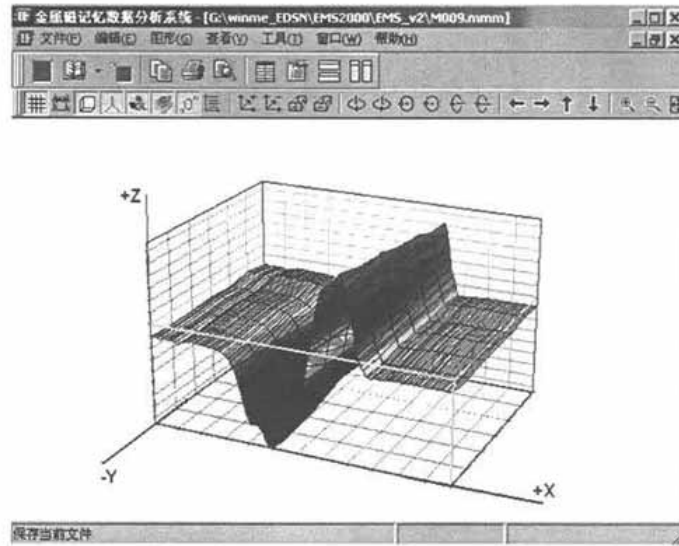 金属磁记忆数据分析系统 - [G:\winme_EDSN\EMS2000\EMS_v2\M009.mmm]
文件(F) 编辑(E) 图形(G) 查看(V) 工具(T) 窗口(W) 帮助(H)
+Z
-Y
+X
保存当前文件